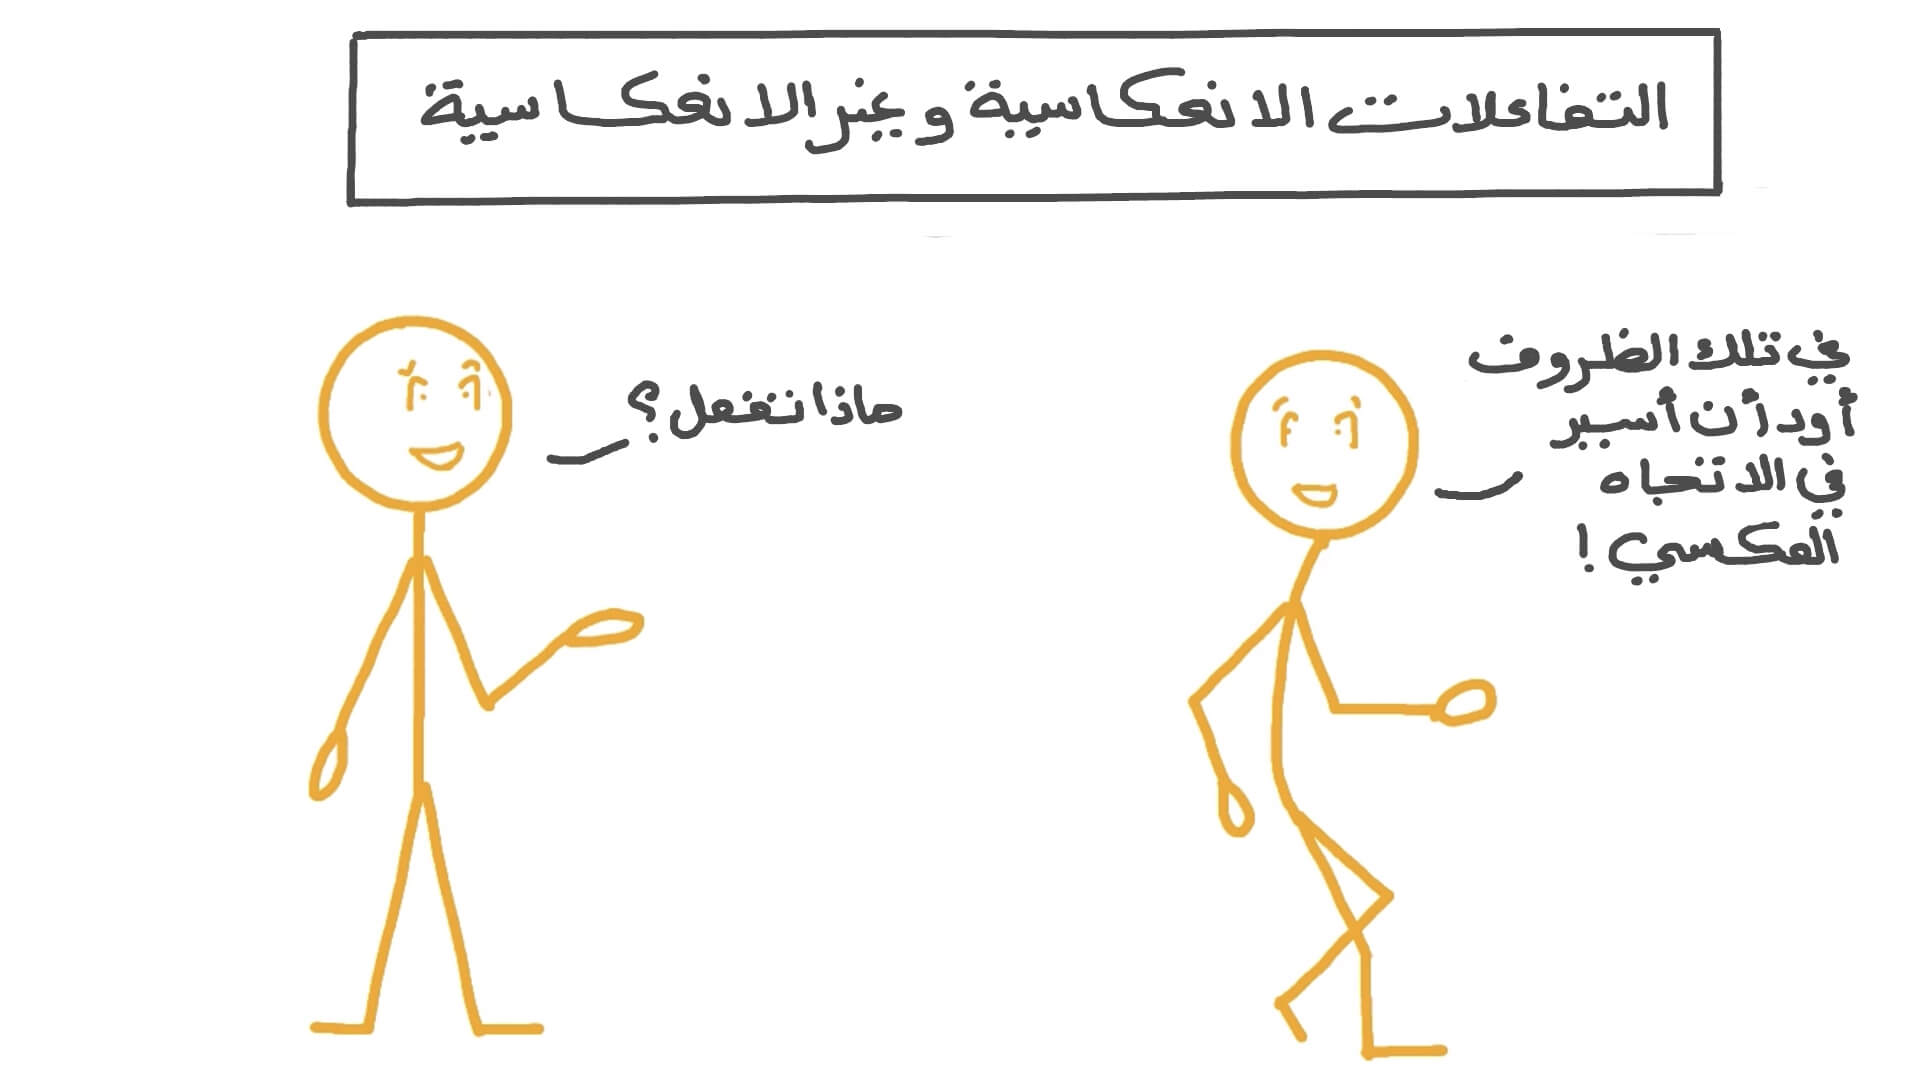 التفاعلات الانعكاسية وغير الانعكاسية
ماذا نفعل؟
في تلك الظروف
أود أن أسير
في الاتجاه
العكسي!